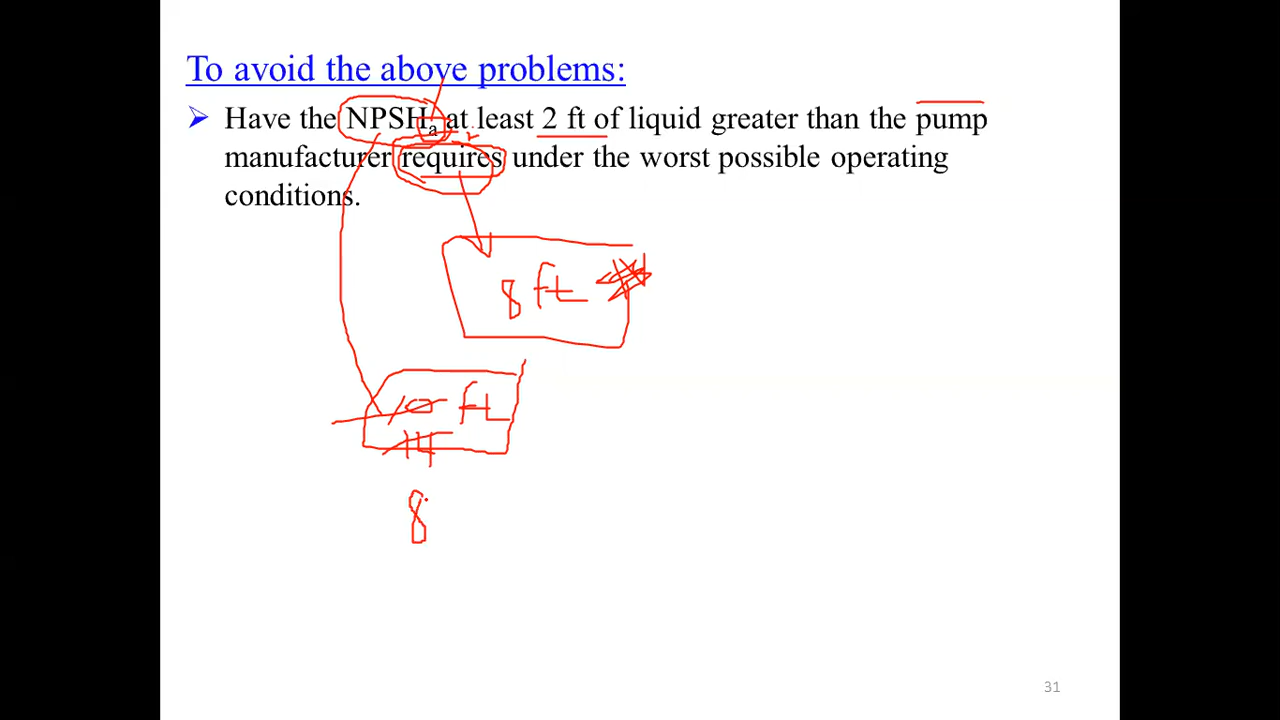 To avoid the above problems:
➢ Have the NPSHₐ at least 2 ft of liquid greater than the pump
manufacturer requires under the worst possible operating
conditions.
8 ft
10 ft
14
8
31